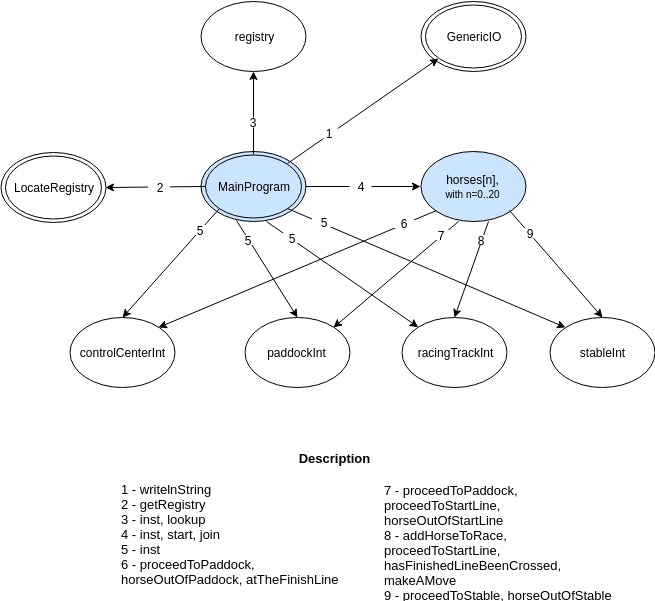 registry
GenericIO
3
1
LocateRegistry
2
MainProgram
4
horses[n],
with n=0..20
5
5
5
5
6
7
8
9
controlCenterInt
paddockInt
racingTrackInt
stableInt
Description
1 - writelnString
2 - getRegistry
3 - inst, lookup
4 - inst, start, join
5 - inst
6 - proceedToPaddock,
horseOutOfPaddock, atTheFinishLine
7 - proceedToPaddock,
proceedToStartLine,
horseOutOfStartLine
8 - addHorseToRace,
proceedToStartLine,
hasFinishedLineBeenCrossed,
makeAMove
9 - proceedToStable, horseOutOfStable